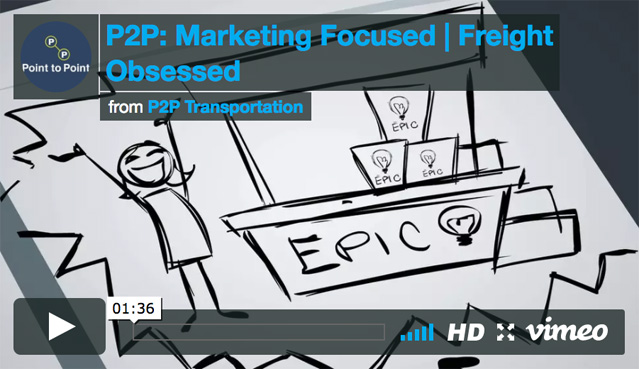 P2P: Marketing Focused | Freight
Obsessed
P
P
Point to Point
from P2P Transportation
EPIC
EPIC
EPIC
EPIC
01:36
HD
vimeo